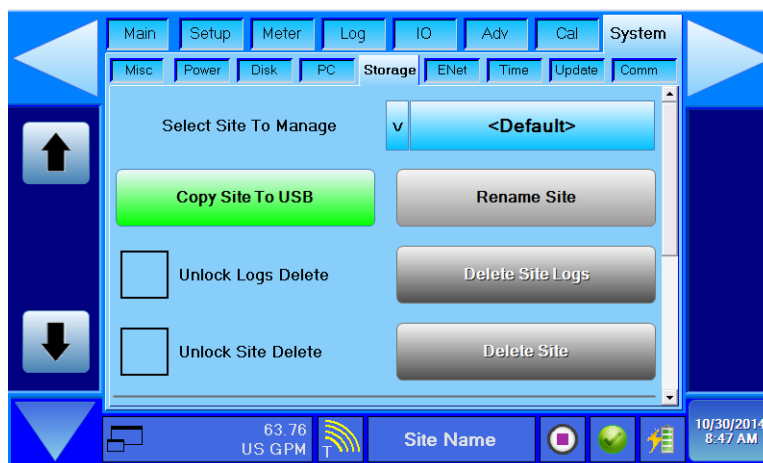 Main Setup Meter Log IO Adv Cal System
Misc Power Disk PC Storage ENet Time Update Comm
Select Site To Manage v <Default>
Copy Site To USB Rename Site
Unlock Logs Delete Delete Site Logs
Unlock Site Delete Delete Site
63.76
US GPM T Site Name
10/30/2014
8:47 AM